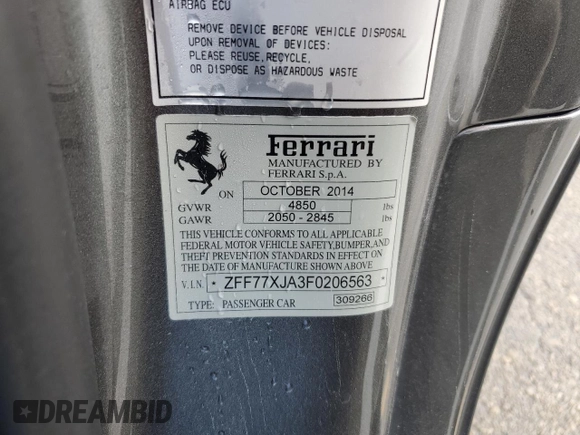 AIRBAG ECU
REMOVE DEVICE BEFORE VEHICLE DISPOSAL
UPON REMOVAL OF DEVICES:
PLEASE REUSE, RECYCLE,
OR DISPOSE AS HAZARDOUS WASTE
Ferrari
MANUFACTURED BY
FERRARI S.p.A.
ON OCTOBER 2014
GVWR 4850 lbs
GAWR 2050 - 2845 lbs
THIS VEHICLE CONFORMS TO ALL APPLICABLE
FEDERAL MOTOR VEHICLE SAFETY, BUMPER, AND
THEFT PREVENTION STANDARDS IN EFFECT ON
THE DATE OF MANUFACTURE SHOWN ABOVE
V.I.N. * ZFF77XJA3F0206563 *
TYPE: PASSENGER CAR 309266
DREAMBID